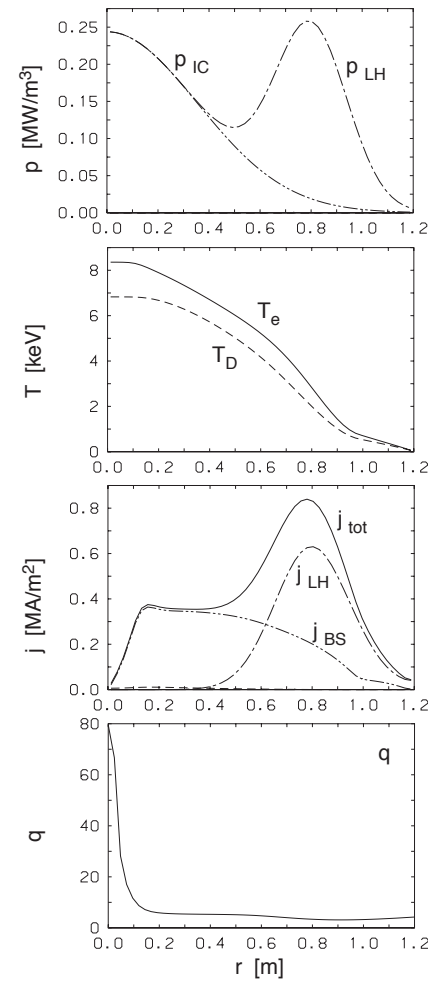 0.25
0.20
0.15
0.10
0.05
0.00
p [MW/m³]
p IC
p LH
0.0 0.2 0.4 0.6 0.8 1.0 1.2
8
6
4
2
0
T [keV]
T e
T D
0.0 0.2 0.4 0.6 0.8 1.0 1.2
0.8
0.6
0.4
0.2
0.0
j [MA/m²]
j tot
j LH
j BS
0.0 0.2 0.4 0.6 0.8 1.0 1.2
80
60
40
20
0
q
q
0.0 0.2 0.4 0.6 0.8 1.0 1.2
r [m]